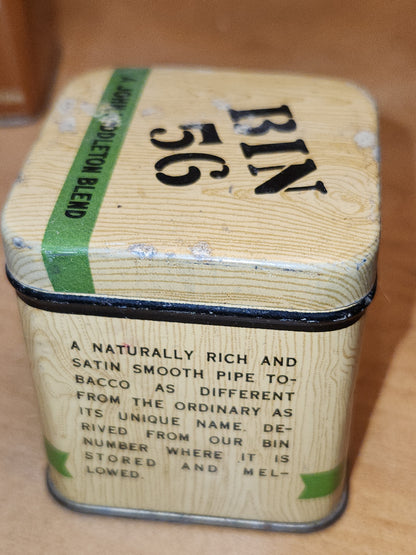 BIN
56
A JOHN MIDDLETON BLEND
A NATURALLY RICH AND
SATIN SMOOTH PIPE TO-
BACCO AS DIFFERENT
FROM THE ORDINARY AS
ITS UNIQUE NAME. DE-
RIVED FROM OUR BIN
NUMBER WHERE IT IS
STORED AND MEL-
LOWED.